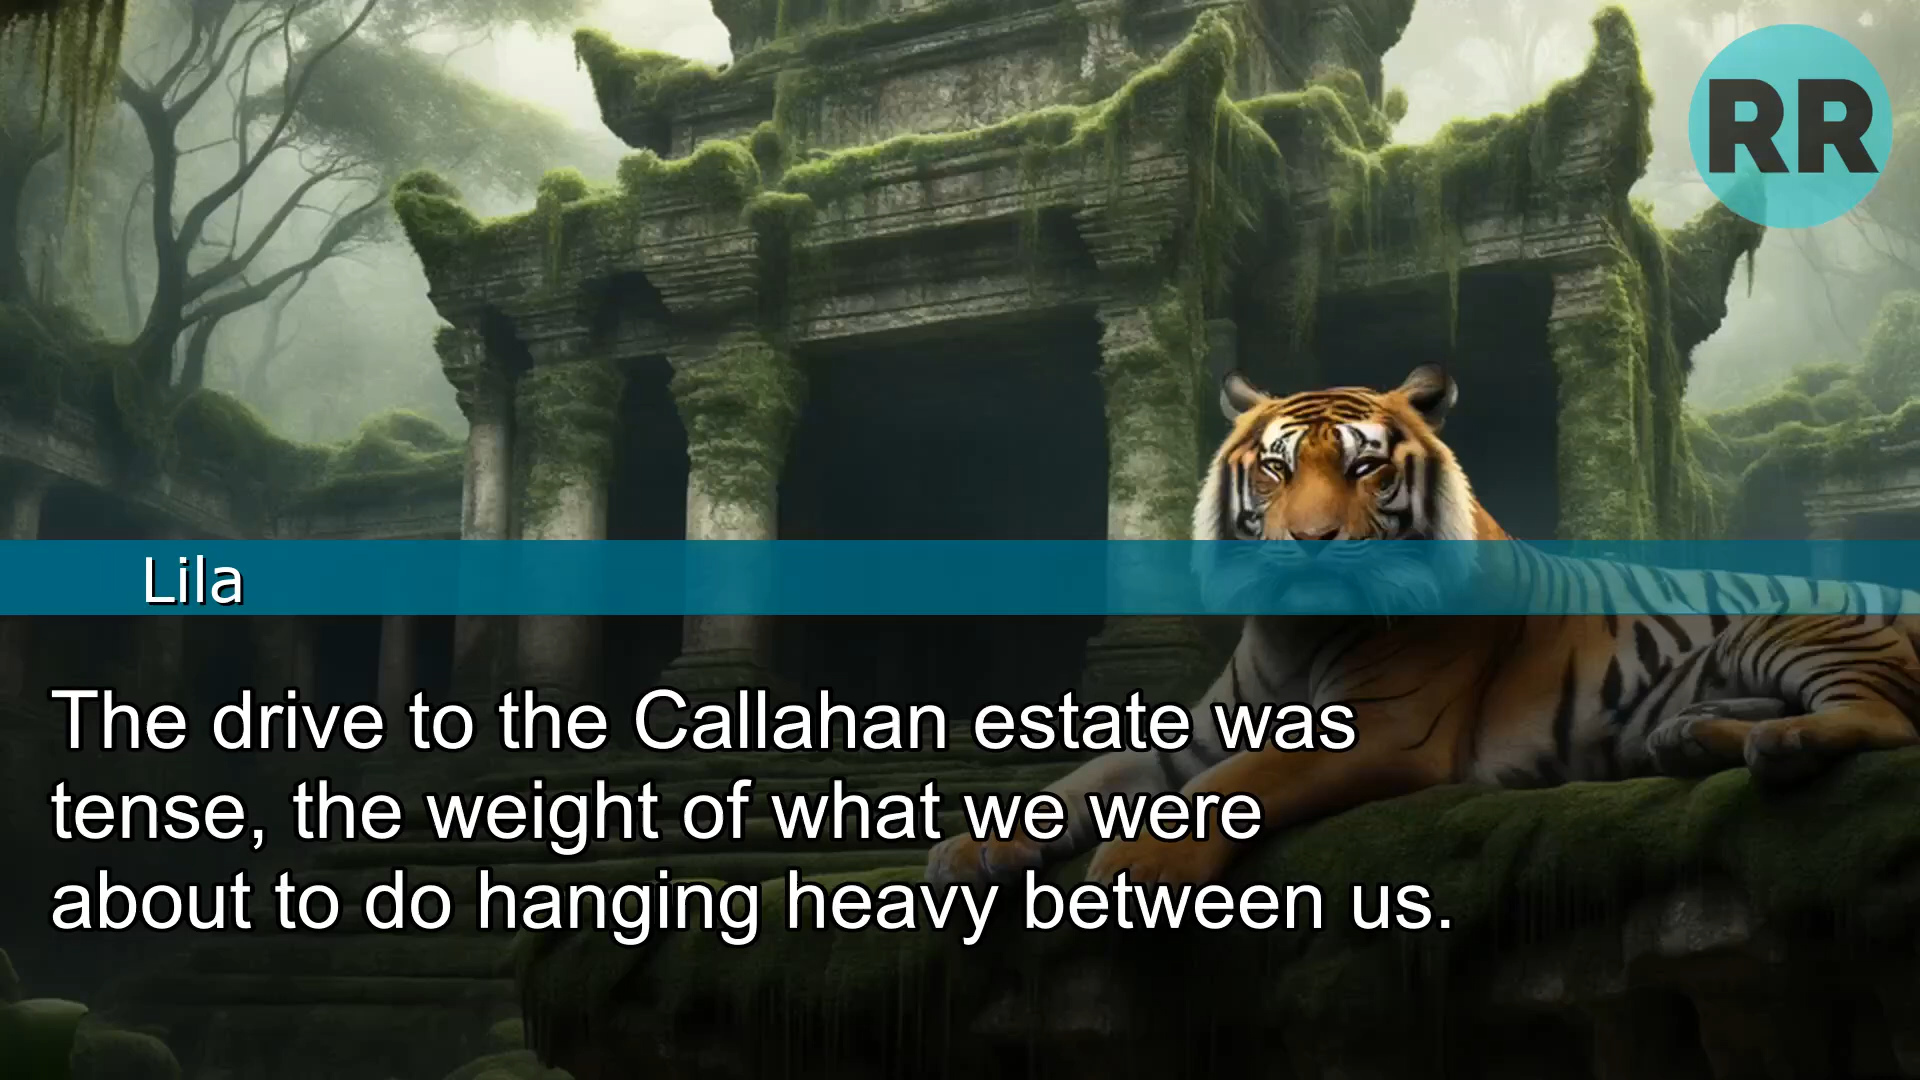 RR
Lila
The drive to the Callahan estate was
tense, the weight of what we were
about to do hanging heavy between us.